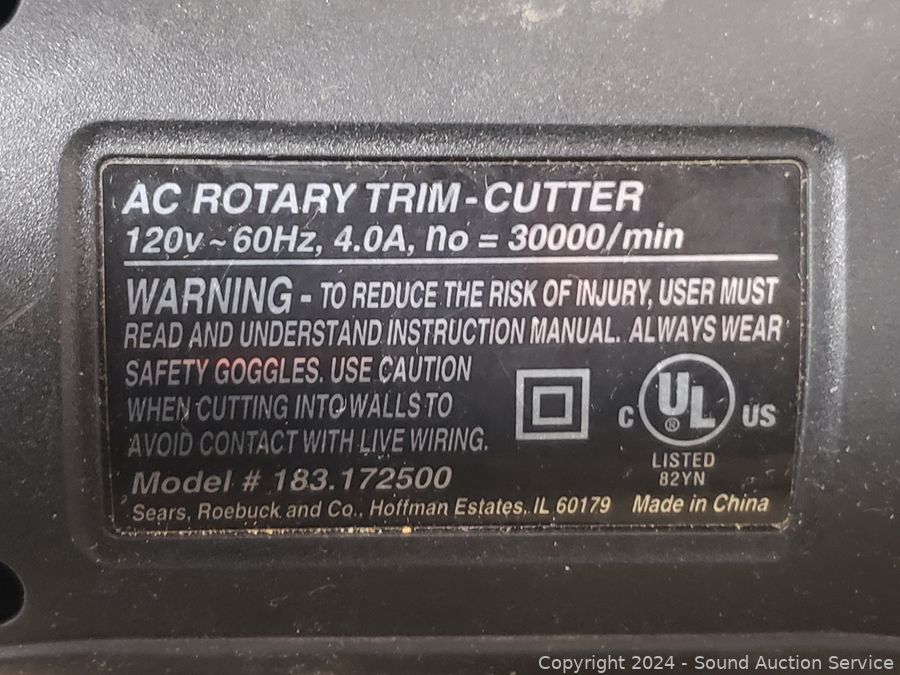 AC ROTARY TRIM-CUTTER
120v ~ 60Hz, 4.0A, no = 30000/min
WARNING - TO REDUCE THE RISK OF INJURY, USER MUST
READ AND UNDERSTAND INSTRUCTION MANUAL. ALWAYS WEAR
SAFETY GOGGLES. USE CAUTION
WHEN CUTTING INTO WALLS TO
AVOID CONTACT WITH LIVE WIRING.
C UL ® US
LISTED
82YN
Model # 183.172500
Sears, Roebuck and Co., Hoffman Estates, IL 60179 Made in China
Copyright 2024 - Sound Auction Service